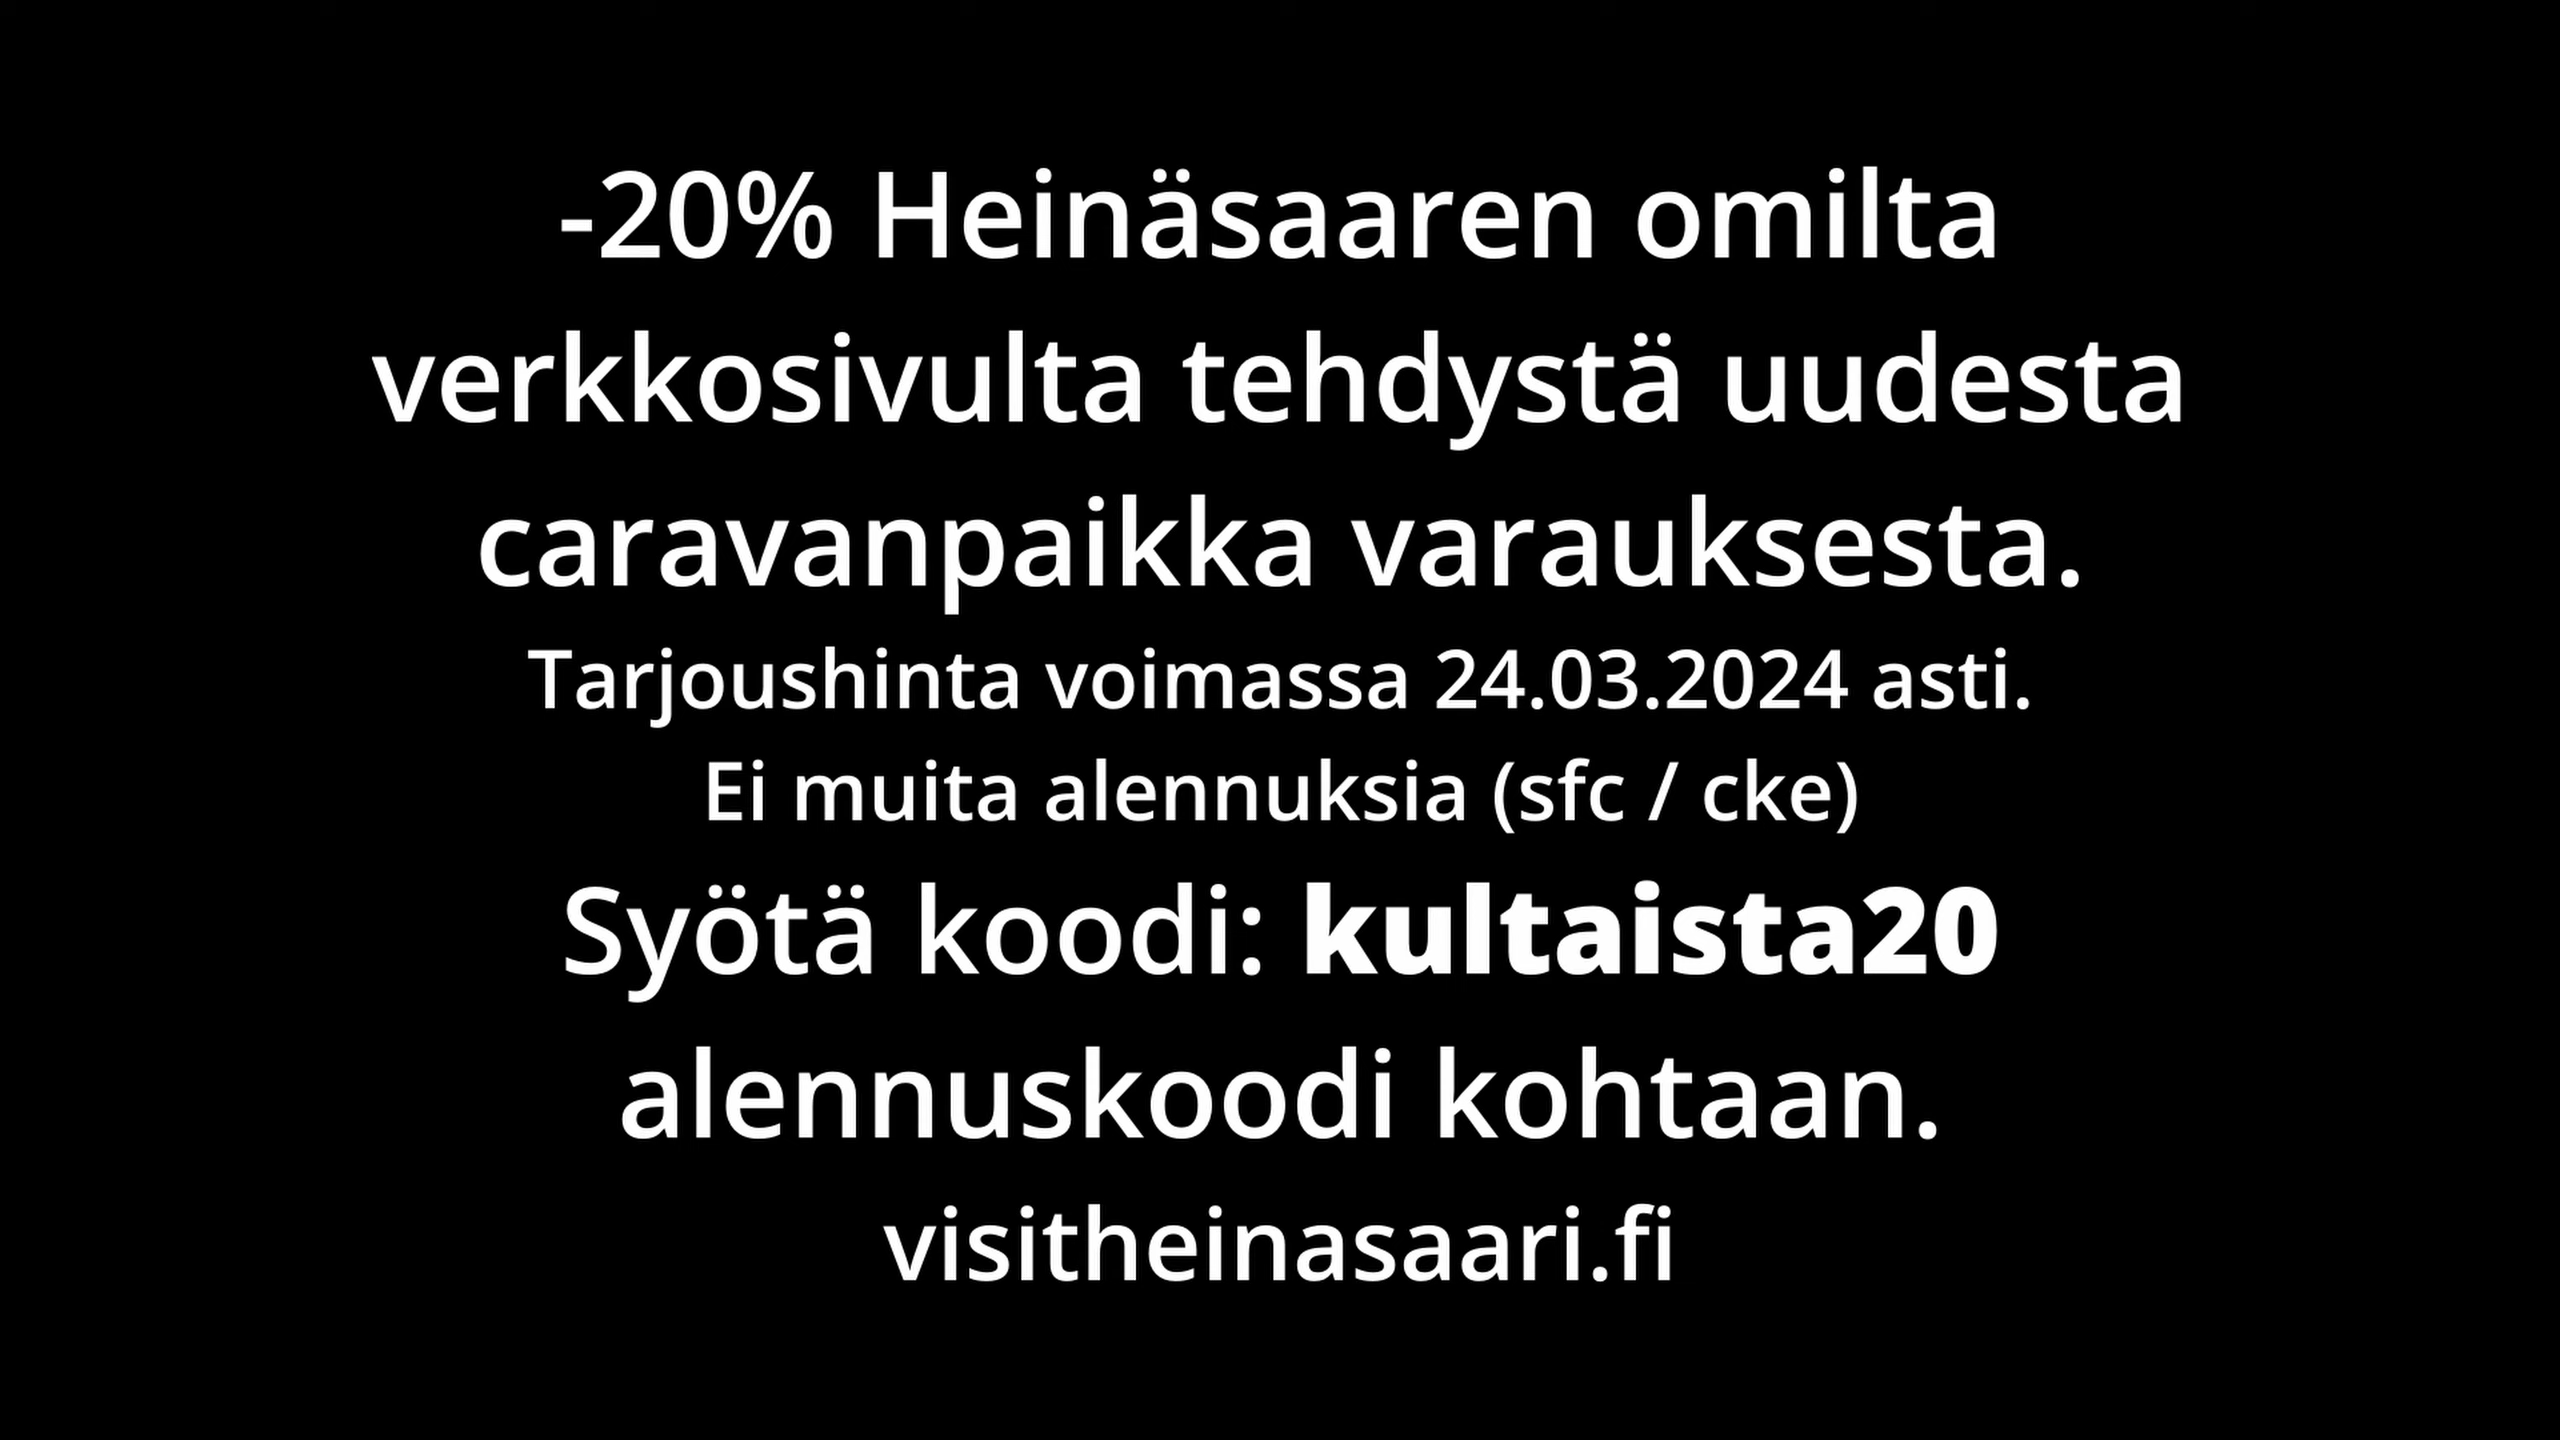 -20% Heinäsaaren omilta
verkkosivulta tehdystä uudesta
caravanpaikka varauksesta.
Tarjoushinta voimassa 24.03.2024 asti.
Ei muita alennuksia (sfc / cke)
Syötä koodi: kultaista20
alennuskoodi kohtaan.
visitheinasaari.fi